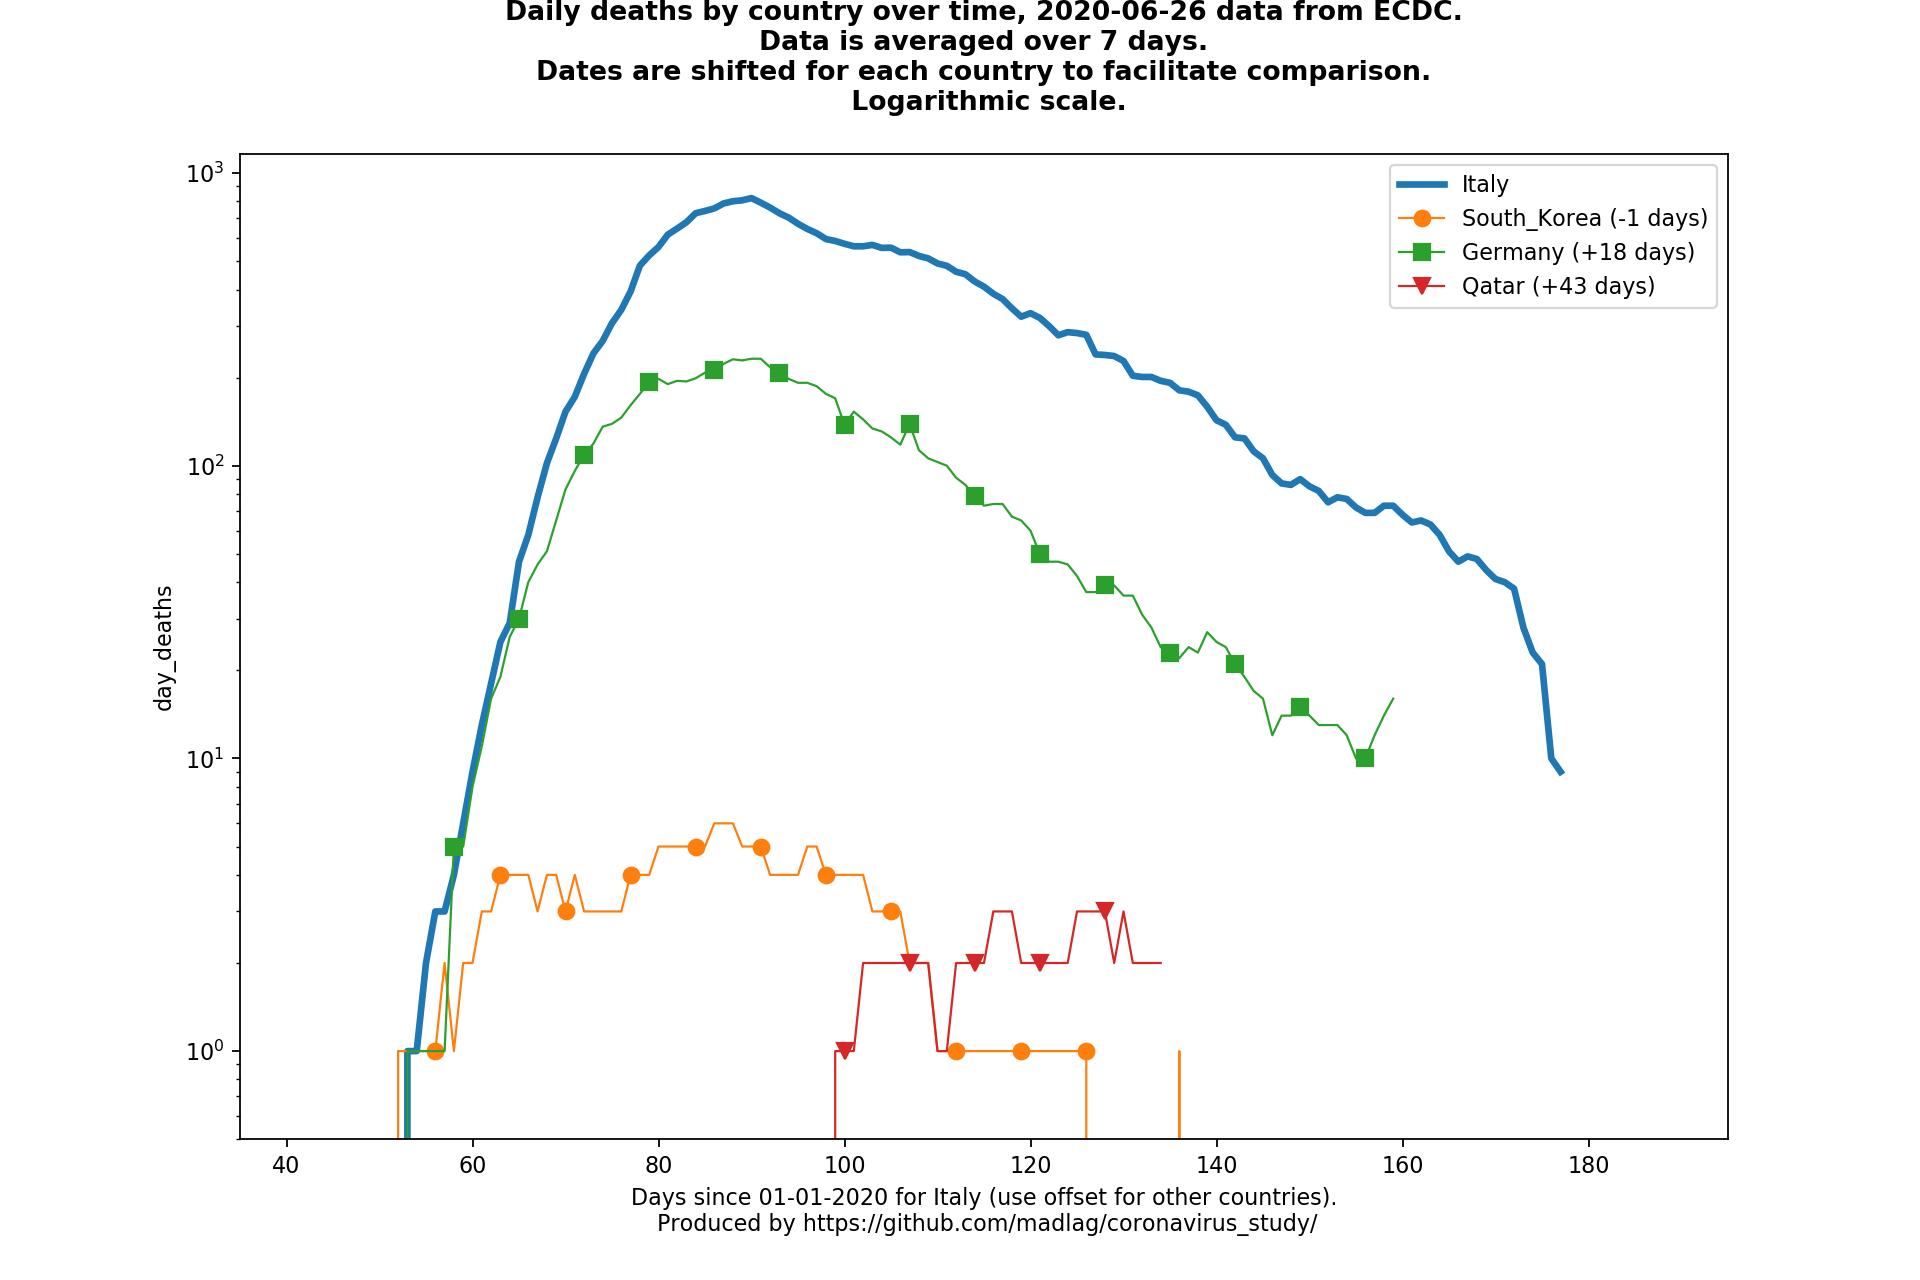 Daily deaths by country over time, 2020-06-26 data from ECDC.
Data is averaged over 7 days.
Dates are shifted for each country to facilitate comparison.
Logarithmic scale.
10³
10²
10¹
10⁰
day_deaths
Italy
South_Korea (-1 days)
Germany (+18 days)
Qatar (+43 days)
40 60 80 100 120 140 160 180
Days since 01-01-2020 for Italy (use offset for other countries).
Produced by https://github.com/madlag/coronavirus_study/